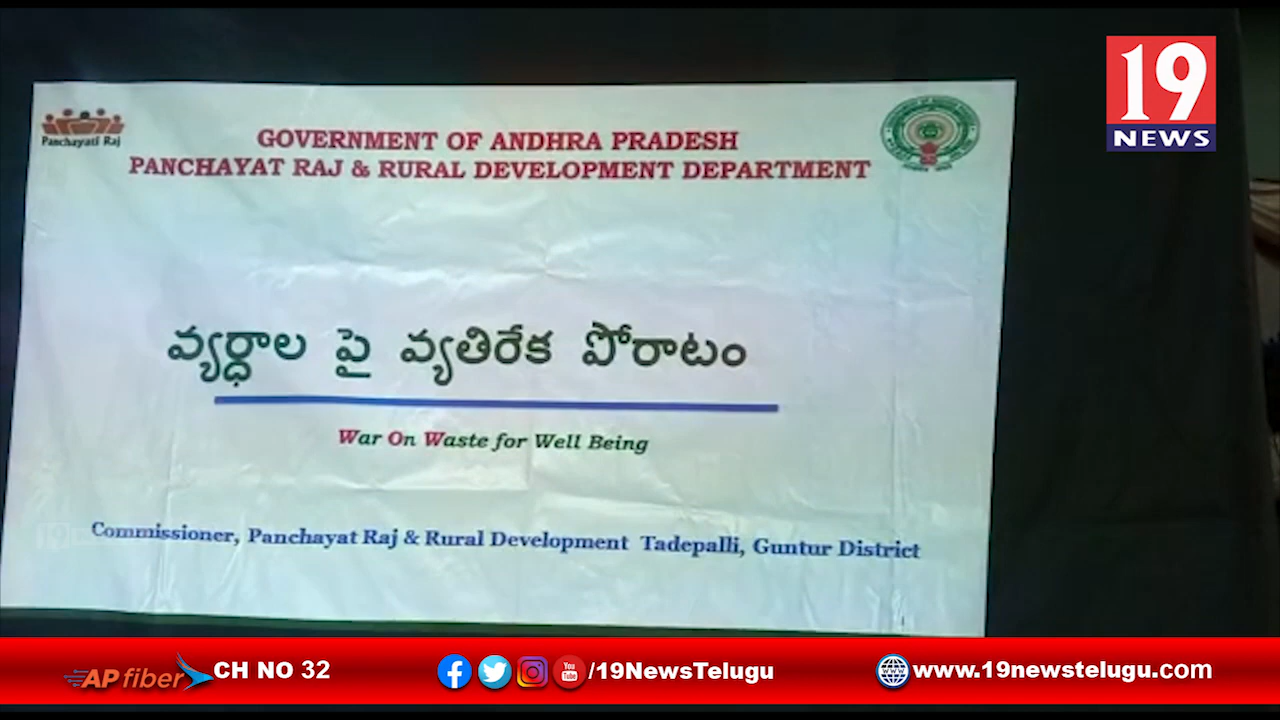 19
NEWS
Panchayati Raj
GOVERNMENT OF ANDHRA PRADESH
PANCHAYAT RAJ & RURAL DEVELOPMENT DEPARTMENT
వ్యర్ధాల పై వ్యతిరేక పోరాటం
War On Waste for Well Being
Commissioner, Panchayat Raj & Rural Development Tadepalli, Guntur District
AP fiber CH NO 32 /19NewsTelugu www.19newstelugu.com